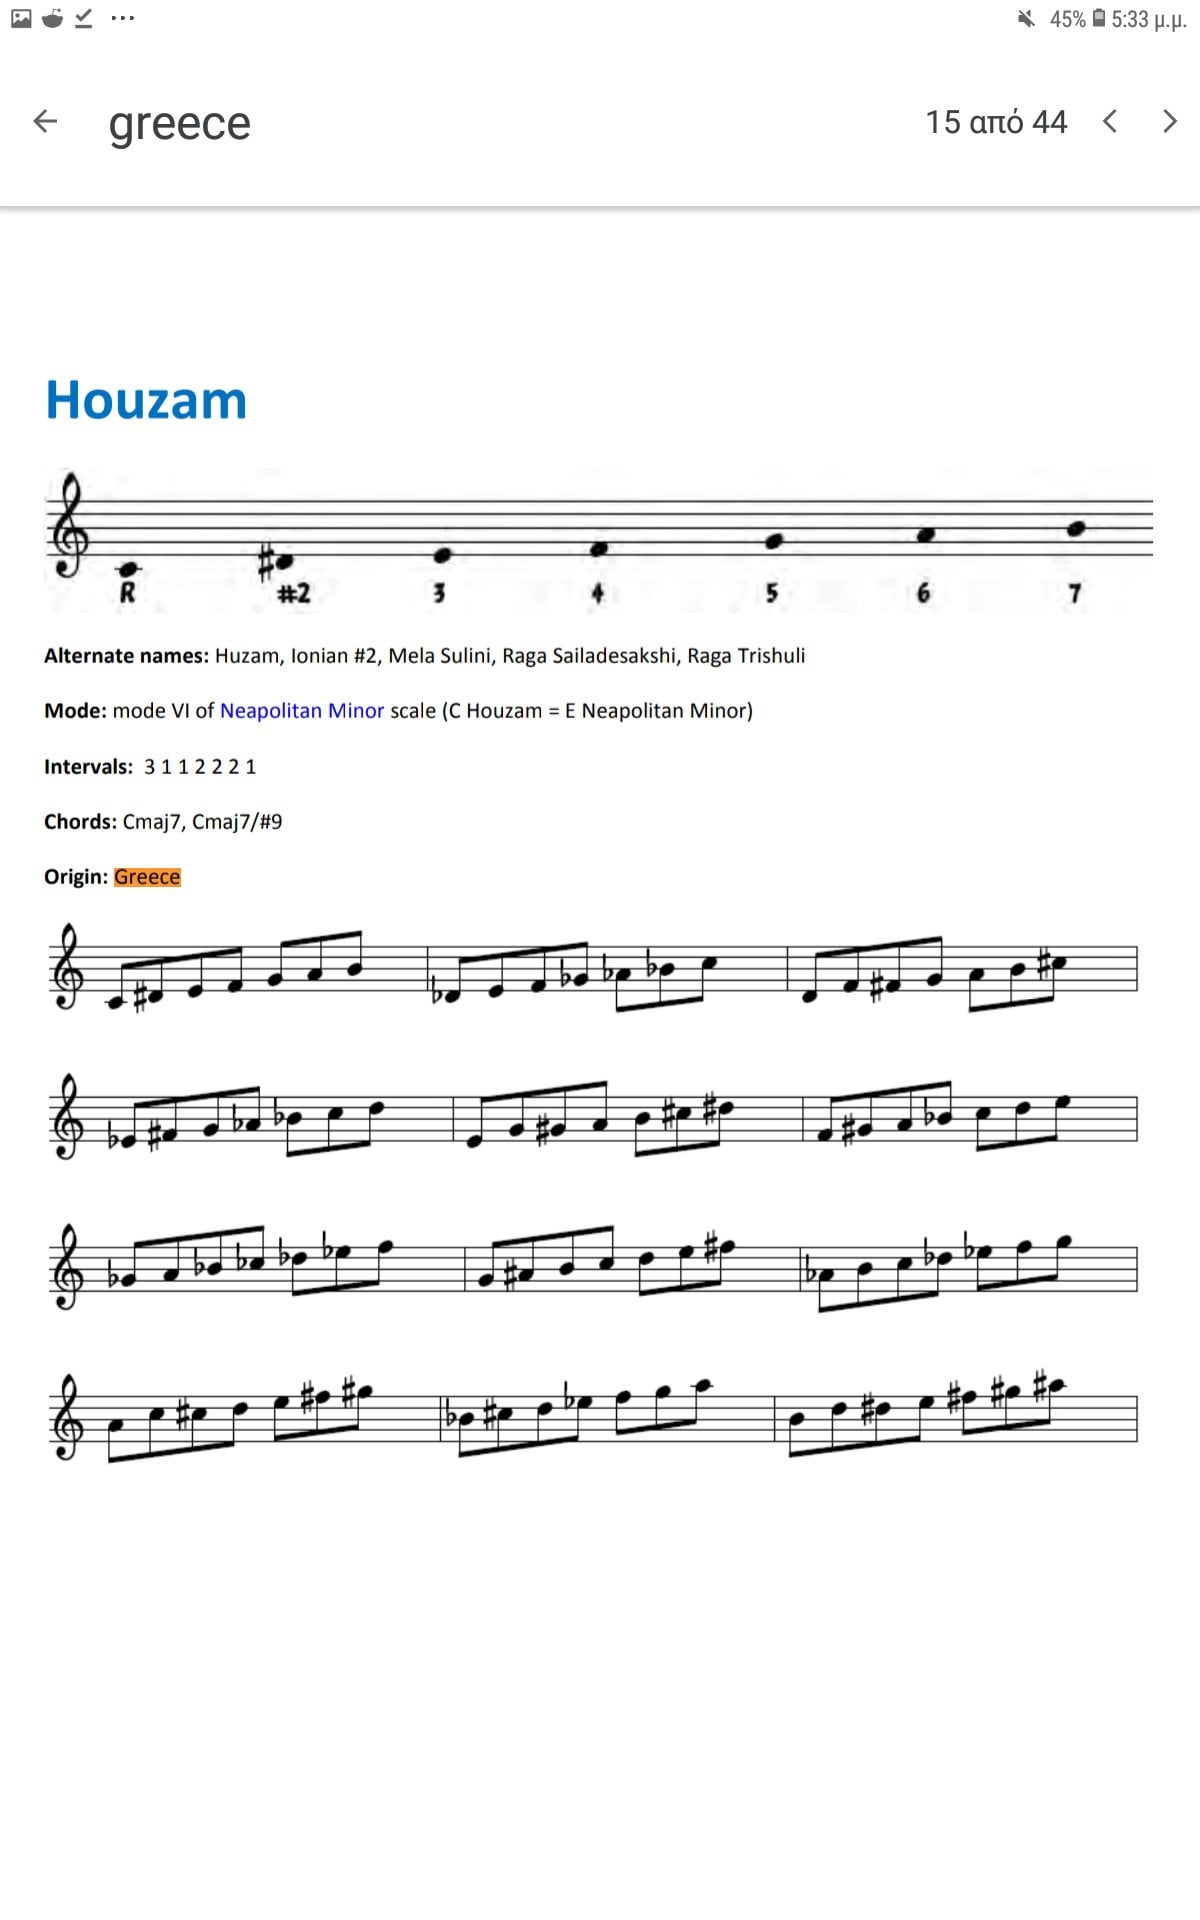 45% 5:33 μ.μ.
greece 15 από 44
Houzam
R #2 3 4 5 6 7
Alternate names: Huzam, Ionian #2, Mela Sulini, Raga Sailadesakshi, Raga Trishuli
Mode: mode VI of Neapolitan Minor scale (C Houzam = E Neapolitan Minor)
Intervals: 3 1 1 2 2 2 1
Chords: Cmaj7, Cmaj7/#9
Origin: Greece